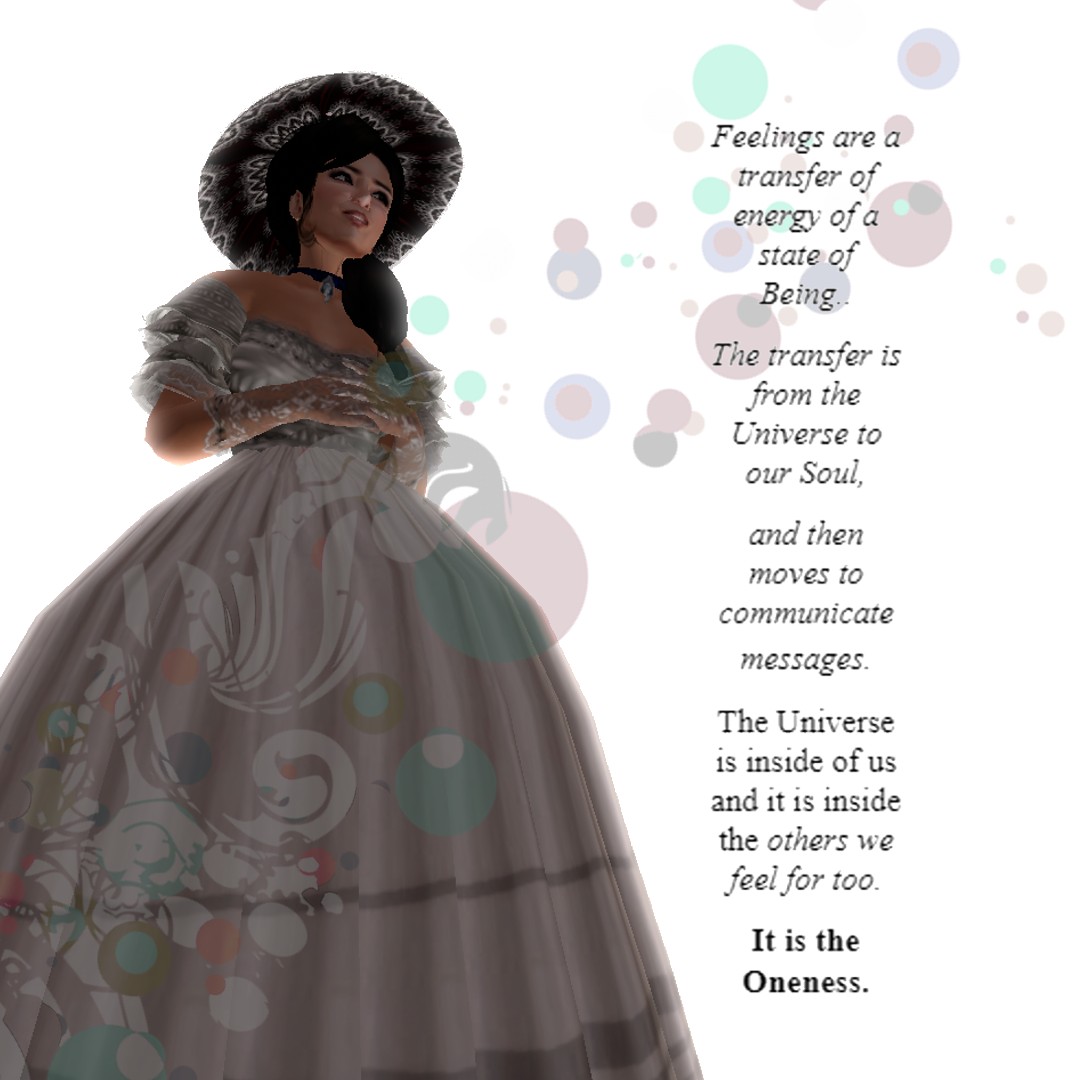 Feelings are a
transfer of
energy of a
state of
Being..
The transfer is
from the
Universe to
our Soul,
and then
moves to
communicate
messages.
The Universe
is inside of us
and it is inside
the others we
feel for too.
It is the
Oneness.